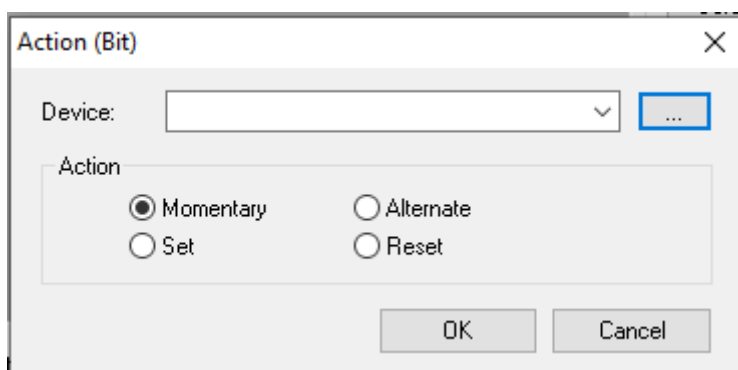 Action (Bit)
Device:
...
Action
Momentary Alternate
Set Reset
OK Cancel